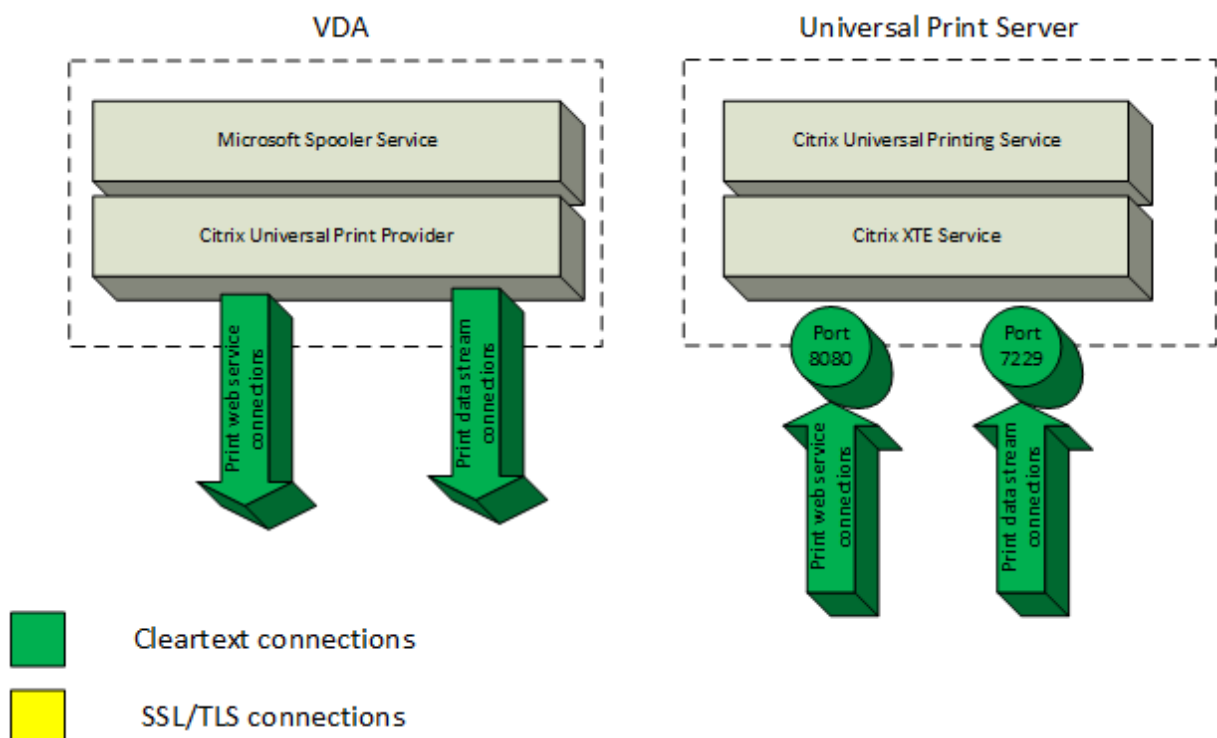 VDA
Universal Print Server
Microsoft Spooler Service
Citrix Universal Print Provider
Citrix Universal Printing Service
Citrix XTE Service
Print web service
connections
Print data stream
connections
Port
8080
Port
7229
Print web service
connections
Print data stream
connections
Cleartext connections
SSL/TLS connections